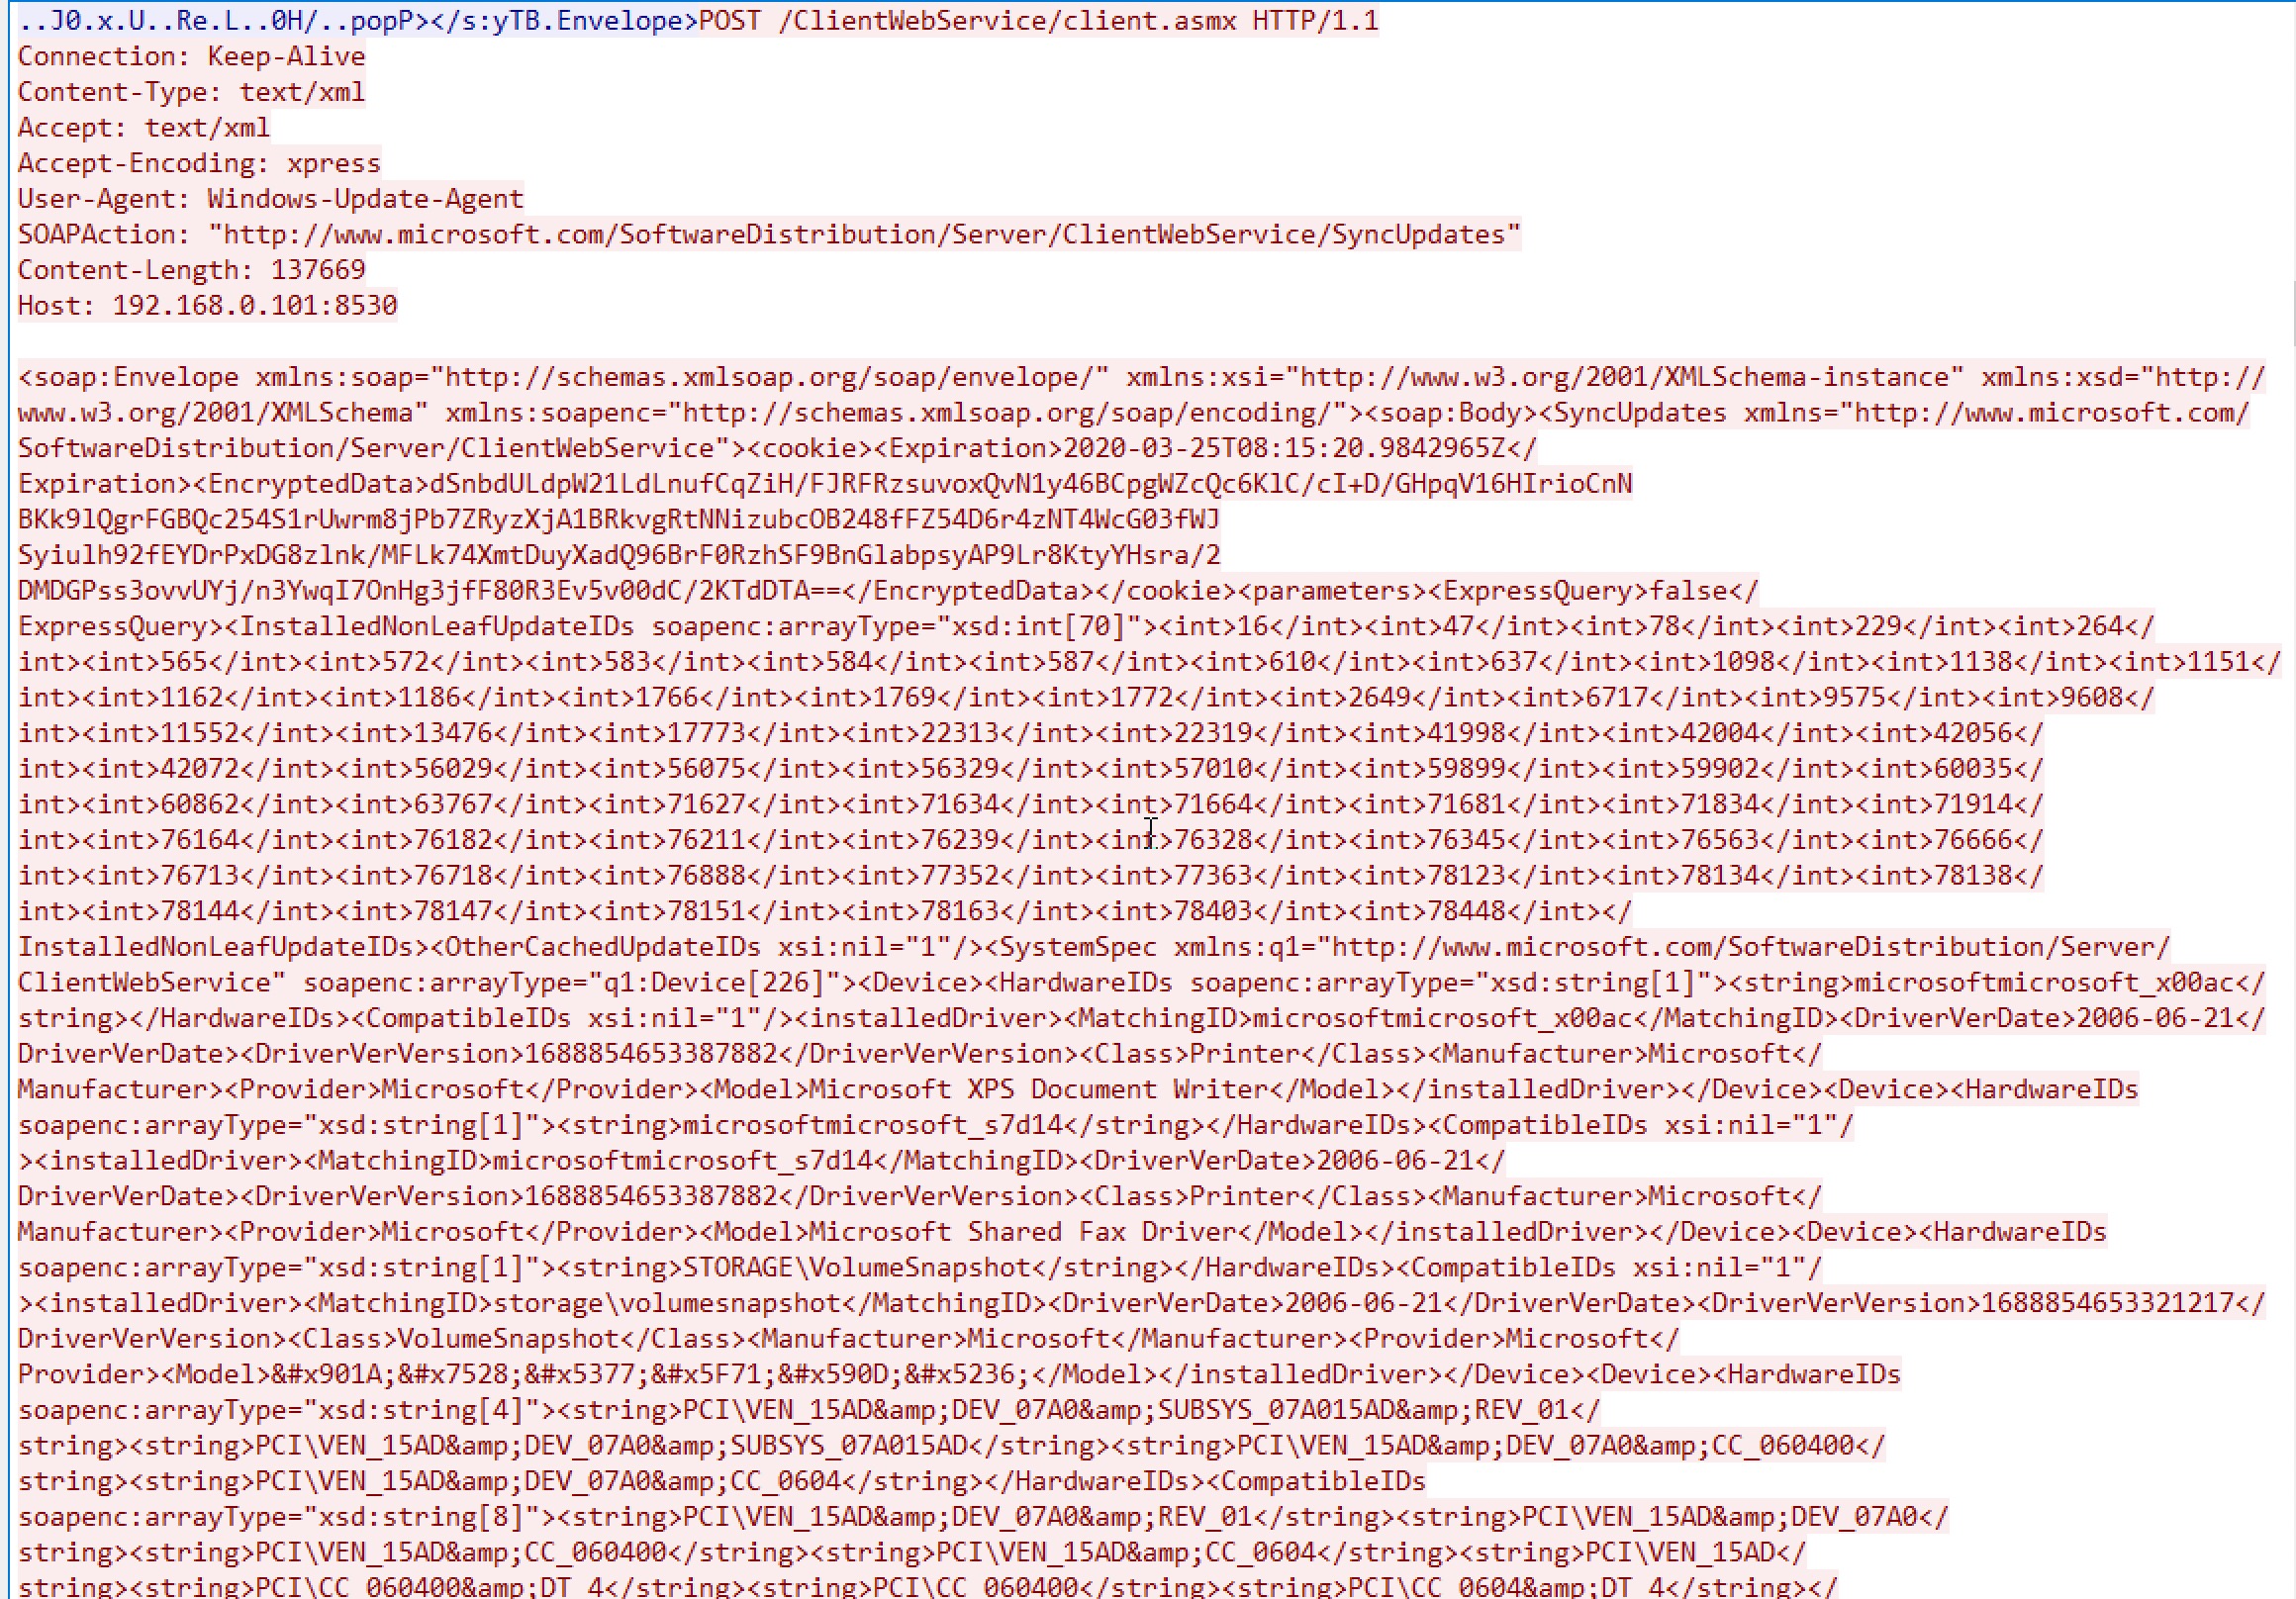 ..J0.x.U..Re.L..0H/..popP></s:yTB.Envelope>POST /ClientWebService/client.asmx HTTP/1.1
Connection: Keep-Alive
Content-Type: text/xml
Accept: text/xml
Accept-Encoding: xpress
User-Agent: Windows-Update-Agent
SOAPAction: "http://www.microsoft.com/SoftwareDistribution/Server/ClientWebService/SyncUpdates"
Content-Length: 137669
Host: 192.168.0.101:8530
<soap:Envelope xmlns:soap="http://schemas.xmlsoap.org/soap/envelope/" xmlns:xsi="http://www.w3.org/2001/XMLSchema-instance" xmlns:xsd="http://
www.w3.org/2001/XMLSchema" xmlns:soapenc="http://schemas.xmlsoap.org/soap/encoding/"><soap:Body><SyncUpdates xmlns="http://www.microsoft.com/
SoftwareDistribution/Server/ClientWebService"><cookie><Expiration>2020-03-25T08:15:20.9842965Z</
Expiration><EncryptedData>dSnbdULdpW21LdLnufCqZiH/FJRFRzsuvoxQvN1y46BCpgWZcQc6KlC/cI+D/GHpqV16HIrioCnN
BKk9lQgrFGBQc254S1rUwrm8jPb7ZRyzXjA1BRkvgRtNNizubcOB248fFZ54D6r4zNT4WcG03fWJ
Syiulh92fEYDrPxDG8zlnk/MFLk74XmtDuyXadQ96BrF0RzhSF9BnGlabpsyAP9Lr8KtyYHsra/2
DMDGPss3ovvUYj/n3YwqI7OnHg3jfF80R3Ev5v00dC/2KTdDTA==</EncryptedData></cookie><parameters><ExpressQuery>false</
ExpressQuery><InstalledNonLeafUpdateIDs soapenc:arrayType="xsd:int[70]"><int>16</int><int>47</int><int>78</int><int>229</int><int>264</
int><int>565</int><int>572</int><int>583</int><int>584</int><int>587</int><int>610</int><int>637</int><int>1098</int><int>1138</int><int>1151</
int><int>1162</int><int>1186</int><int>1766</int><int>1769</int><int>1772</int><int>2649</int><int>6717</int><int>9575</int><int>9608</
int><int>11552</int><int>13476</int><int>17773</int><int>22313</int><int>22319</int><int>41998</int><int>42004</int><int>42056</
int><int>42072</int><int>56029</int><int>56075</int><int>56329</int><int>57010</int><int>59899</int><int>59902</int><int>60035</
int><int>60862</int><int>63767</int><int>71627</int><int>71634</int><int>71664</int><int>71681</int><int>71834</int><int>71914</
int><int>76164</int><int>76182</int><int>76211</int><int>76239</int><int>76328</int><int>76345</int><int>76563</int><int>76666</
int><int>76713</int><int>76718</int><int>76888</int><int>77352</int><int>77363</int><int>78123</int><int>78134</int><int>78138</
int><int>78144</int><int>78147</int><int>78151</int><int>78163</int><int>78403</int><int>78448</int></
InstalledNonLeafUpdateIDs><OtherCachedUpdateIDs xsi:nil="1"/><SystemSpec xmlns:q1="http://www.microsoft.com/SoftwareDistribution/Server/
ClientWebService" soapenc:arrayType="q1:Device[226]"><Device><HardwareIDs soapenc:arrayType="xsd:string[1]"><string>microsoftmicrosoft_x00ac</
string></HardwareIDs><CompatibleIDs xsi:nil="1"/><installedDriver><MatchingID>microsoftmicrosoft_x00ac</MatchingID><DriverVerDate>2006-06-21</
DriverVerDate><DriverVerVersion>1688854653387882</DriverVerVersion><Class>Printer</Class><Manufacturer>Microsoft</
Manufacturer><Provider>Microsoft</Provider><Model>Microsoft XPS Document Writer</Model></installedDriver></Device><Device><HardwareIDs
soapenc:arrayType="xsd:string[1]"><string>microsoftmicrosoft_s7d14</string></HardwareIDs><CompatibleIDs xsi:nil="1"/
><installedDriver><MatchingID>microsoftmicrosoft_s7d14</MatchingID><DriverVerDate>2006-06-21</
DriverVerDate><DriverVerVersion>1688854653387882</DriverVerVersion><Class>Printer</Class><Manufacturer>Microsoft</
Manufacturer><Provider>Microsoft</Provider><Model>Microsoft Shared Fax Driver</Model></installedDriver></Device><Device><HardwareIDs
soapenc:arrayType="xsd:string[1]"><string>STORAGE\VolumeSnapshot</string></HardwareIDs><CompatibleIDs xsi:nil="1"/
><installedDriver><MatchingID>storage\volumesnapshot</MatchingID><DriverVerDate>2006-06-21</DriverVerDate><DriverVerVersion>1688854653321217</
DriverVerVersion><Class>VolumeSnapshot</Class><Manufacturer>Microsoft</Manufacturer><Provider>Microsoft</
Provider><Model>&#x901A;&#x7528;&#x5377;&#x5F71;&#x590D;&#x5236;</Model></installedDriver></Device><Device><HardwareIDs
soapenc:arrayType="xsd:string[4]"><string>PCI\VEN_15AD&amp;DEV_07A0&amp;SUBSYS_07A015AD&amp;REV_01</
string><string>PCI\VEN_15AD&amp;DEV_07A0&amp;SUBSYS_07A015AD</string><string>PCI\VEN_15AD&amp;DEV_07A0&amp;CC_060400</
string><string>PCI\VEN_15AD&amp;DEV_07A0&amp;CC_0604</string></HardwareIDs><CompatibleIDs
soapenc:arrayType="xsd:string[8]"><string>PCI\VEN_15AD&amp;DEV_07A0&amp;REV_01</string><string>PCI\VEN_15AD&amp;DEV_07A0</
string><string>PCI\VEN_15AD&amp;CC_060400</string><string>PCI\VEN_15AD&amp;CC_0604</string><string>PCI\VEN_15AD</
string><string>PCI\CC_060400&amp;DT_4</string><string>PCI\CC_060400</string><string>PCI\CC_0604&amp;DT_4</string></